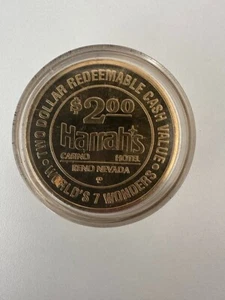 TWO DOLLAR REDEEMABLE CASH VALUE
$2.00
Harrah's
CASINO HOTEL
RENO NEVADA
WORLD'S 7 WONDERS